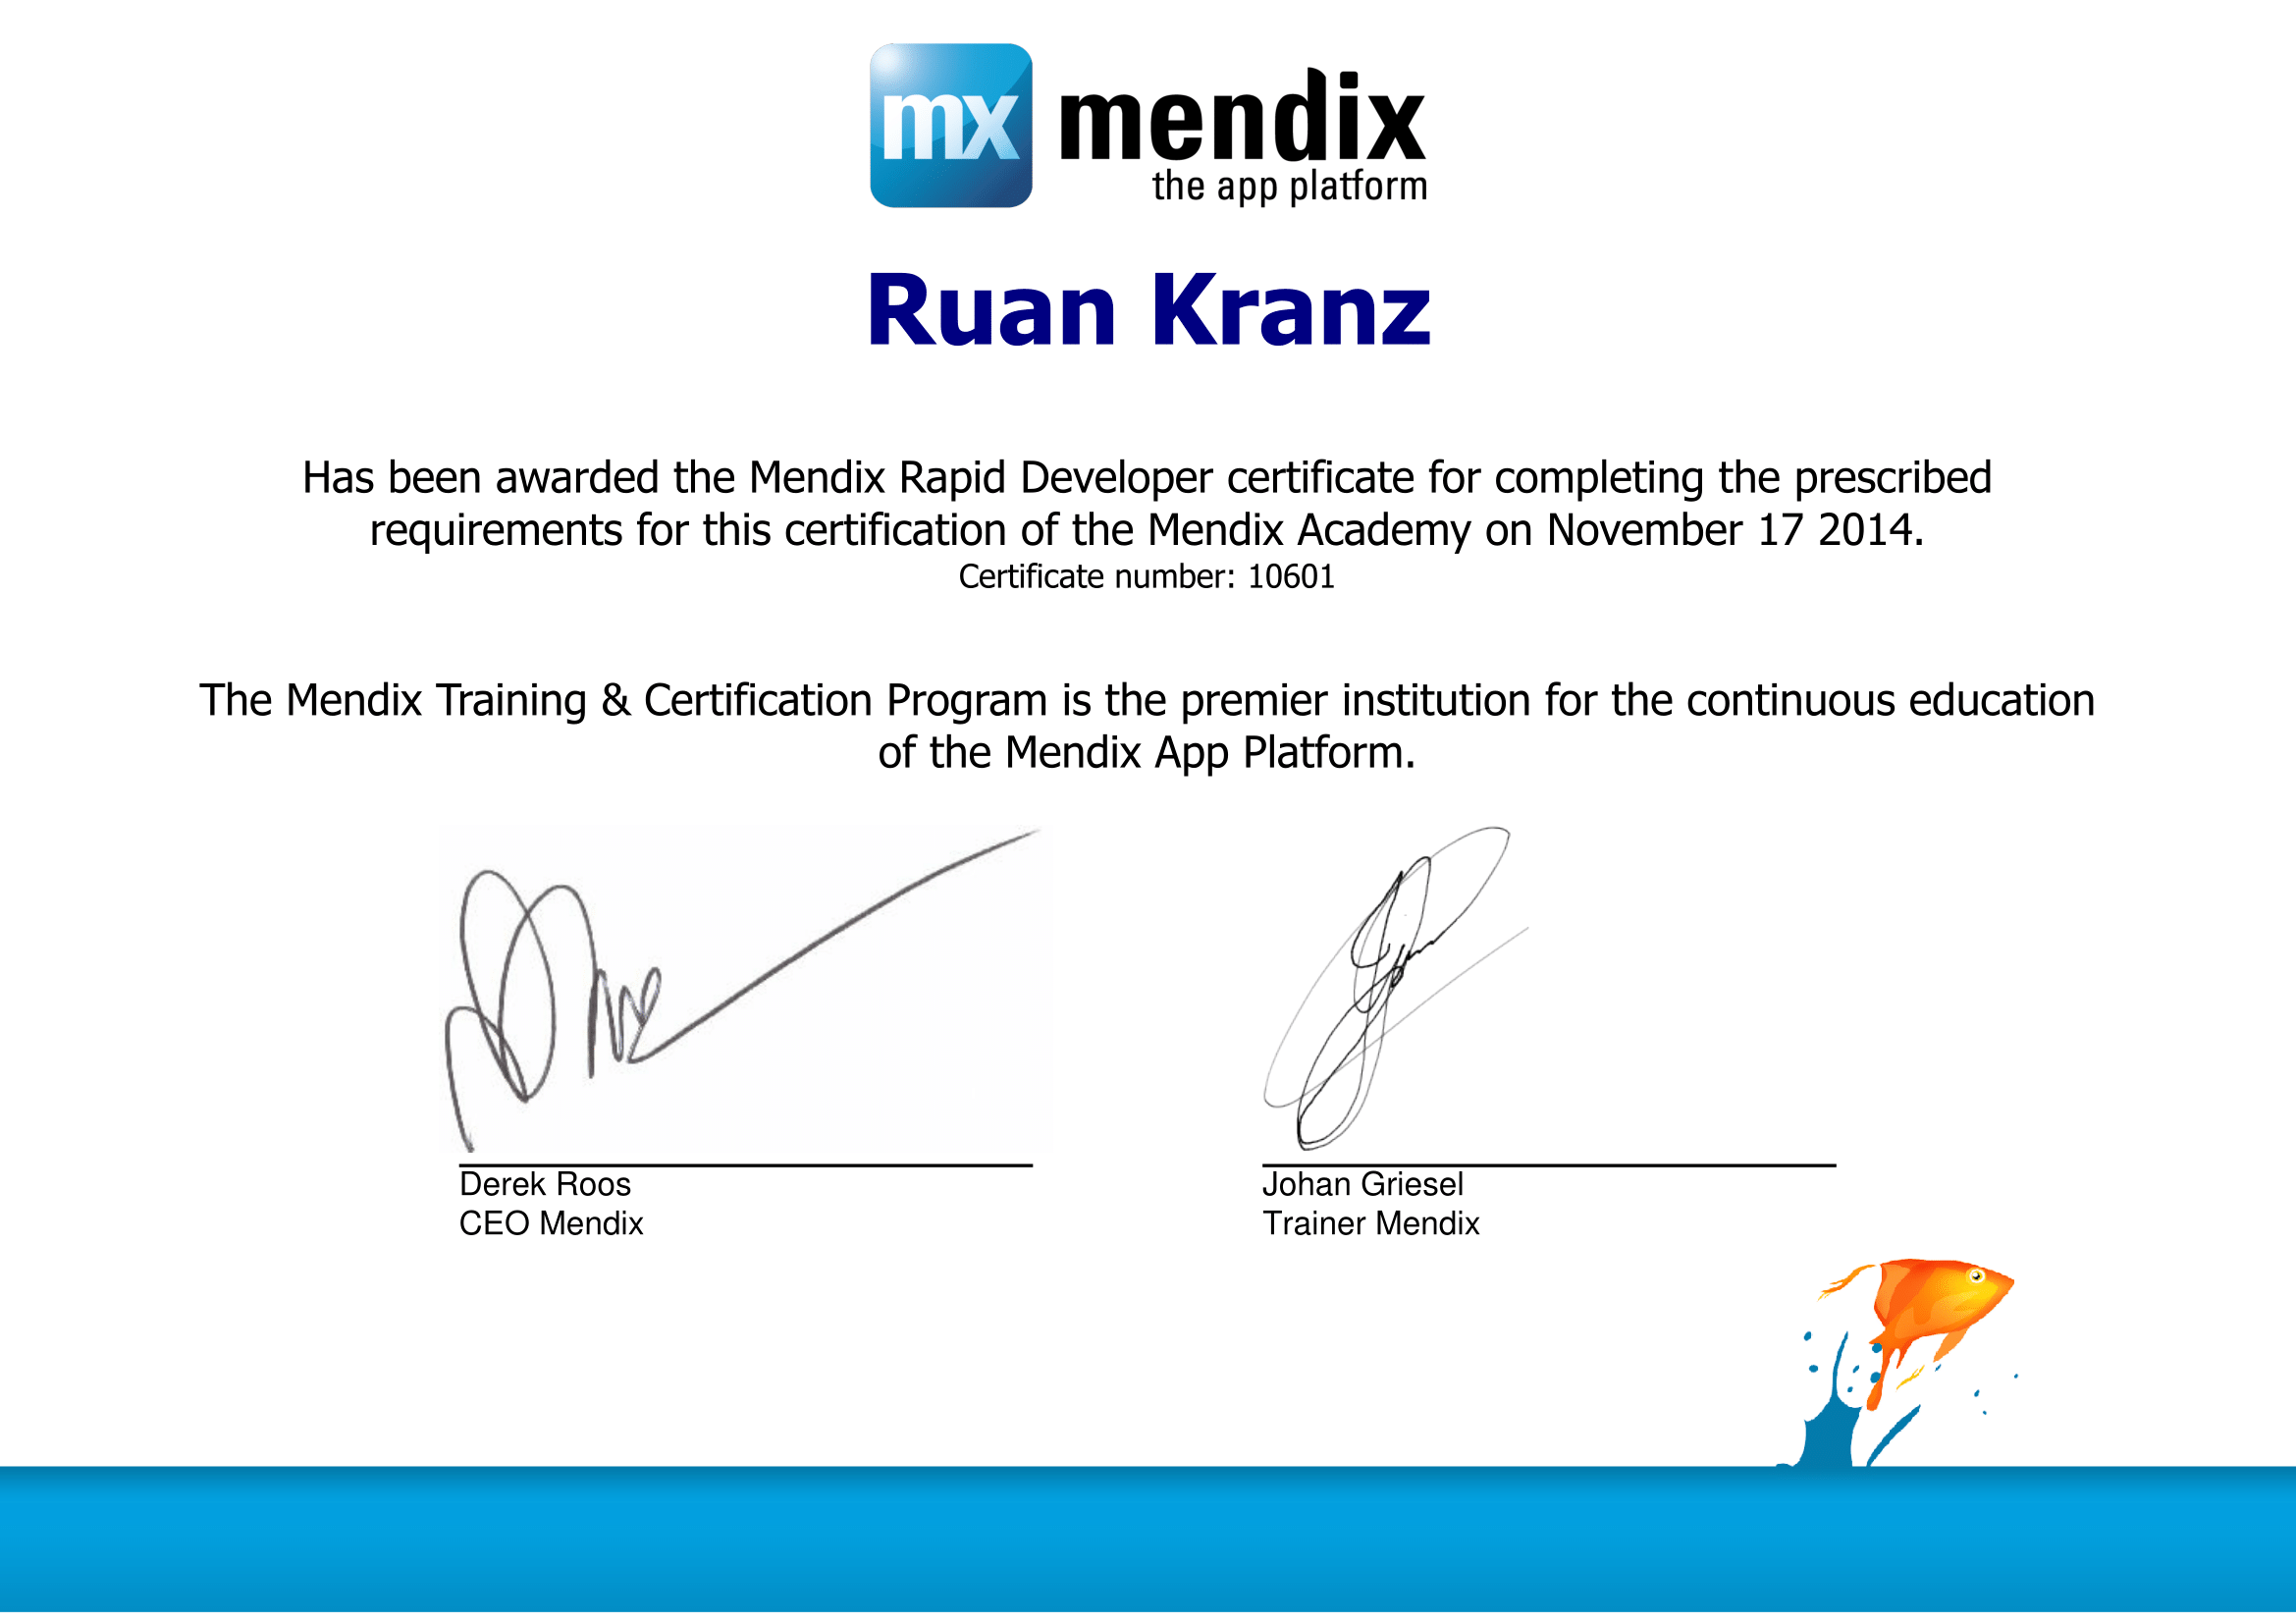 mx mendix
the app platform
Ruan Kranz
Has been awarded the Mendix Rapid Developer certificate for completing the prescribed
requirements for this certification of the Mendix Academy on November 17 2014.
Certificate number: 10601
The Mendix Training & Certification Program is the premier institution for the continuous education
of the Mendix App Platform.
Derek Roos
CEO Mendix
Johan Griesel
Trainer Mendix